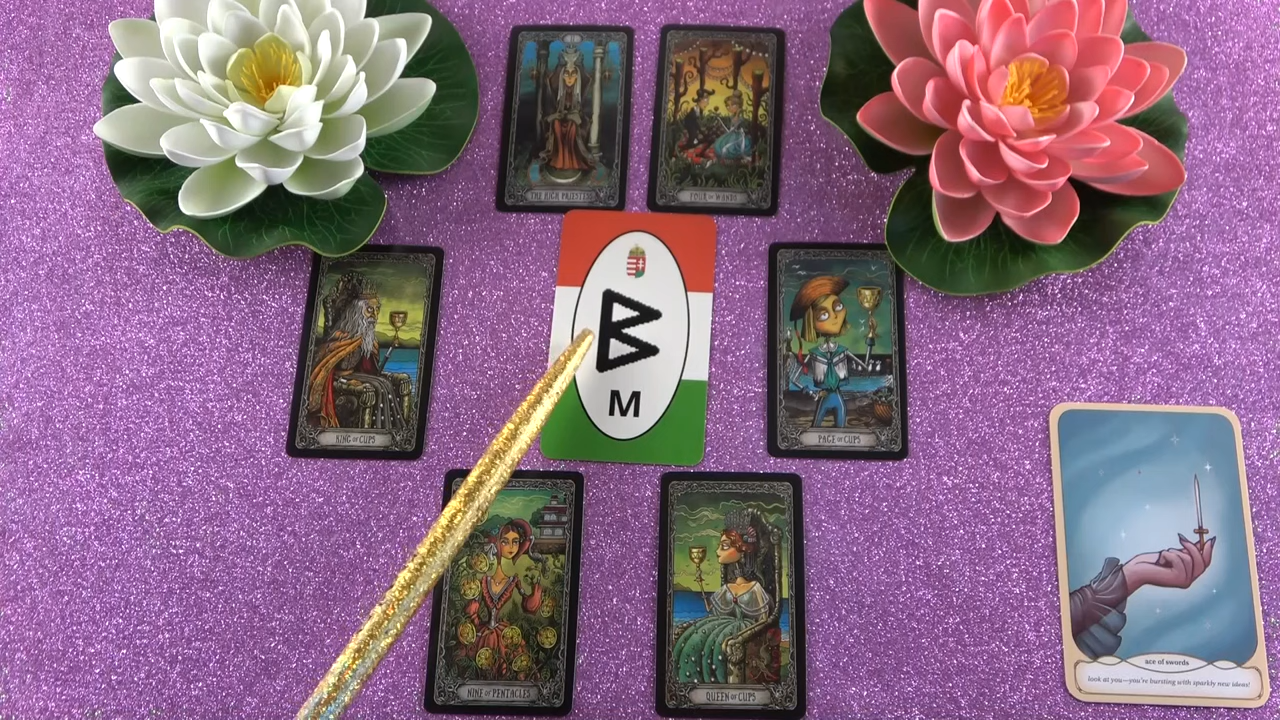 THE HIGH PRIESTESS
FOUR OF WANDS
KING OF CUPS
B
M
PAGE OF CUPS
NINE OF PENTACLES
QUEEN OF CUPS
ace of swords
look at you—you're bursting with sparkly new ideas!